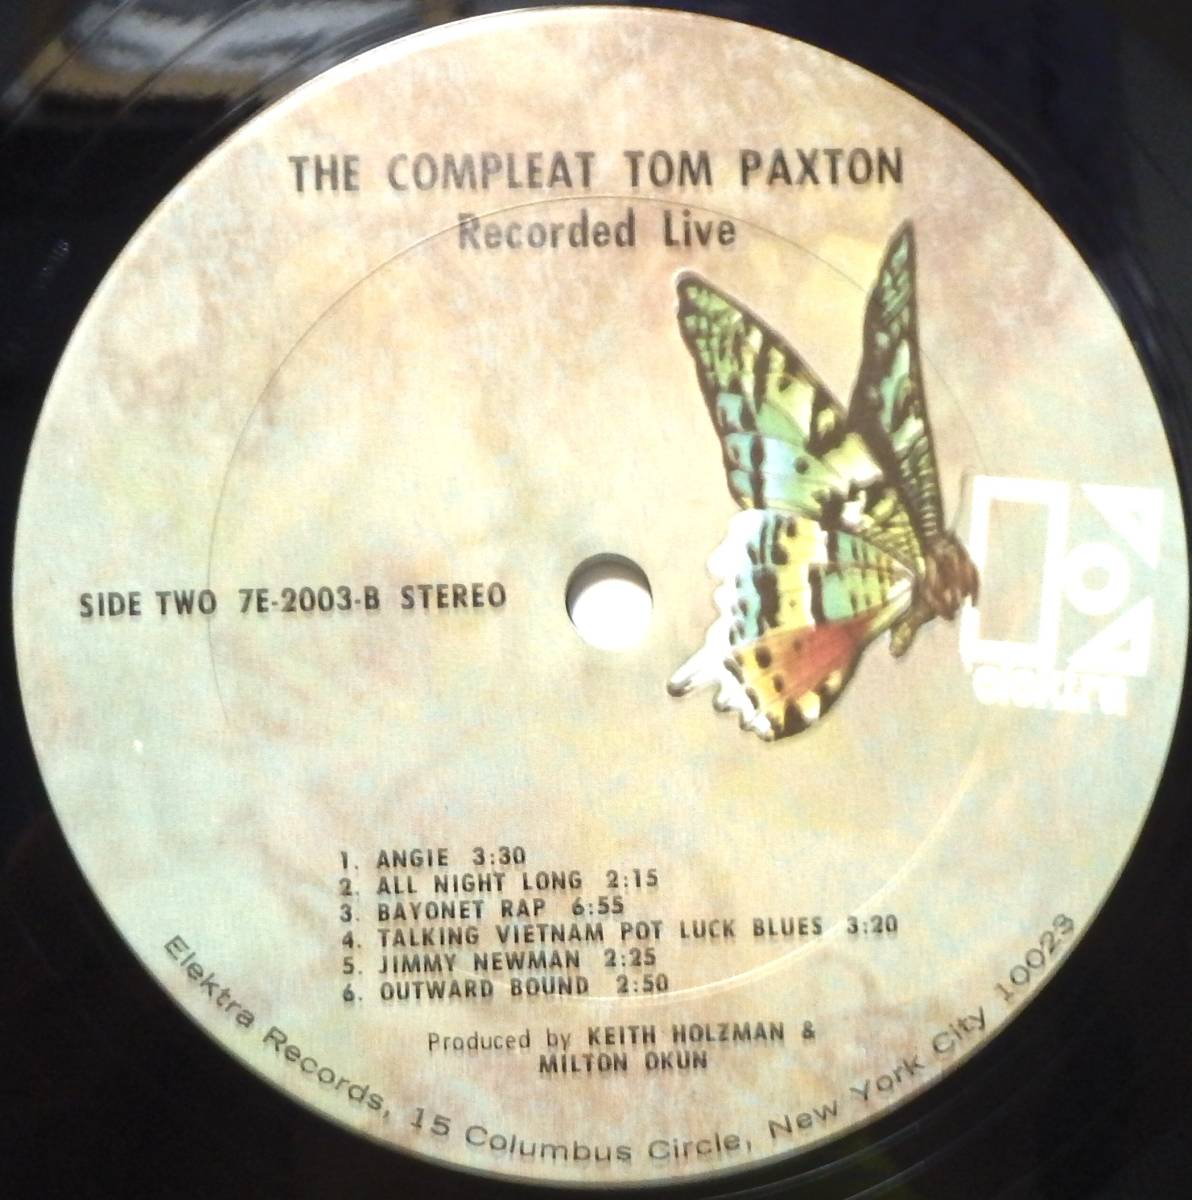 THE COMPLEAT TOM PAXTON
Recorded Live
SIDE TWO 7E-2003-B STEREO
elektra
1. ANGIE 3:30
2. ALL NIGHT LONG 2:15
3. BAYONET RAP 6:55
4. TALKING VIETNAM POT LUCK BLUES 3:20
5. JIMMY NEWMAN 2:25
6. OUTWARD BOUND 2:50
Produced by KEITH HOLZMAN &
MILTON OKUN
Elektra Records, 15 Columbus Circle, New York City 10023